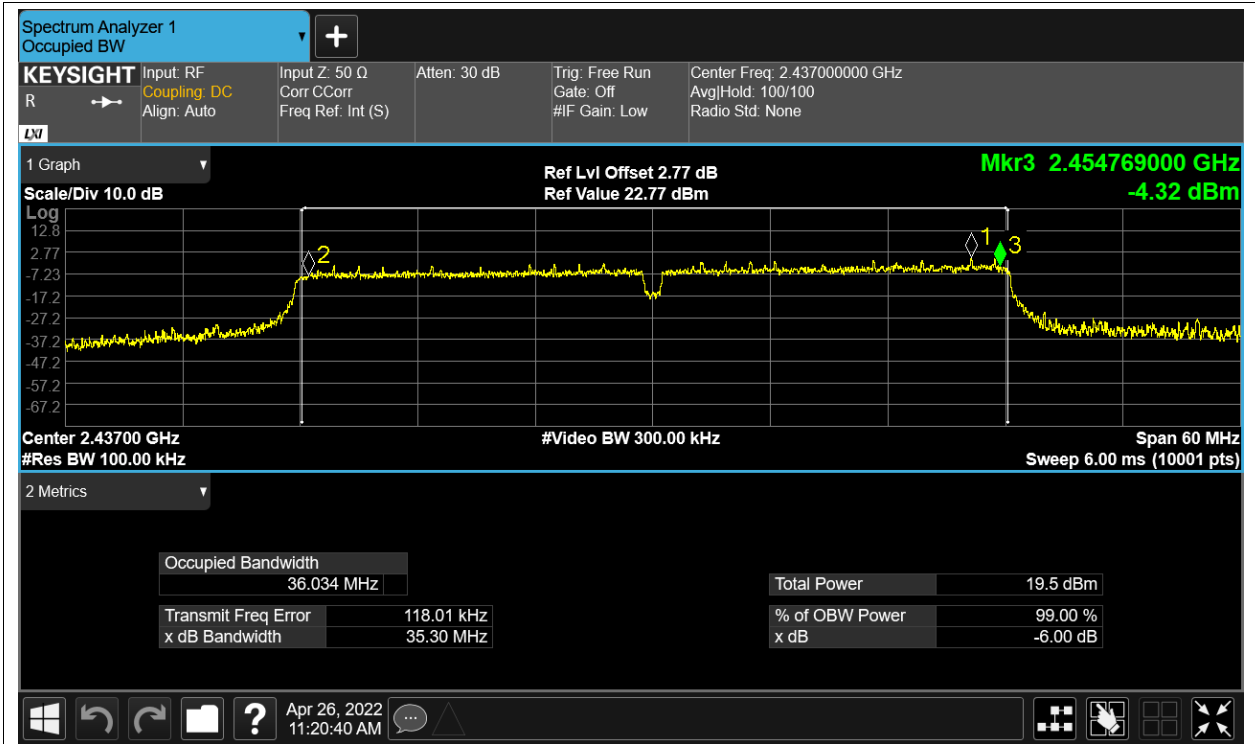 Spectrum Analyzer 1
Occupied BW
KEYSIGHT
R
LXI
Input: RF
Coupling: DC
Align: Auto
Input Z: 50 Ω
Corr CCorr
Freq Ref: Int (S)
Atten: 30 dB
Trig: Free Run
Gate: Off
#IF Gain: Low
Center Freq: 2.437000000 GHz
Avg|Hold: 100/100
Radio Std: None
1 Graph
Scale/Div 10.0 dB
Ref Lvl Offset 2.77 dB
Ref Value 22.77 dBm
Mkr3 2.454769000 GHz
-4.32 dBm
Log
12.8
2.77
-7.23
-17.2
-27.2
-37.2
-47.2
-57.2
-67.2
2
1
3
Center 2.43700 GHz
#Video BW 300.00 kHz
Span 60 MHz
#Res BW 100.00 kHz
Sweep 6.00 ms (10001 pts)
2 Metrics
Occupied Bandwidth
36.034 MHz
Transmit Freq Error 118.01 kHz
x dB Bandwidth 35.30 MHz
Total Power 19.5 dBm
% of OBW Power 99.00 %
x dB -6.00 dB
?
Apr 26, 2022
11:20:40 AM